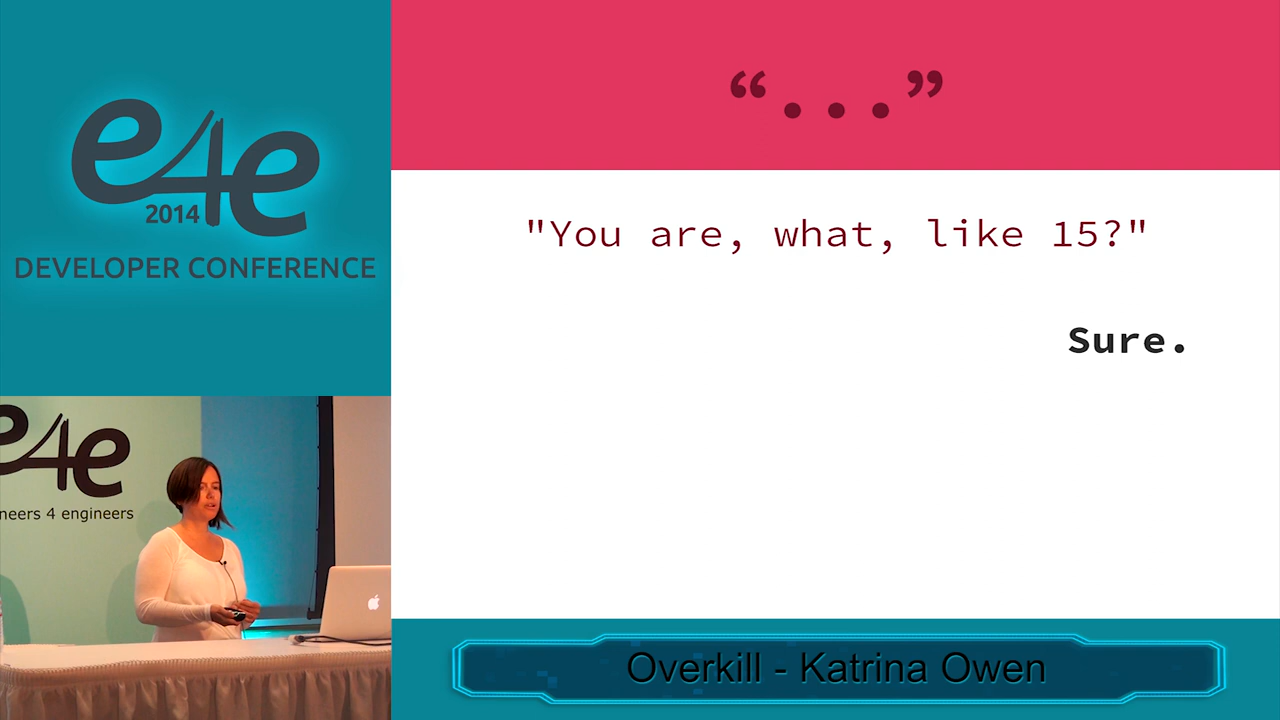 e4e
2014
DEVELOPER CONFERENCE
“...”
"You are, what, like 15?"
Sure.
e4e
neers 4 engineers
Overkill - Katrina Owen